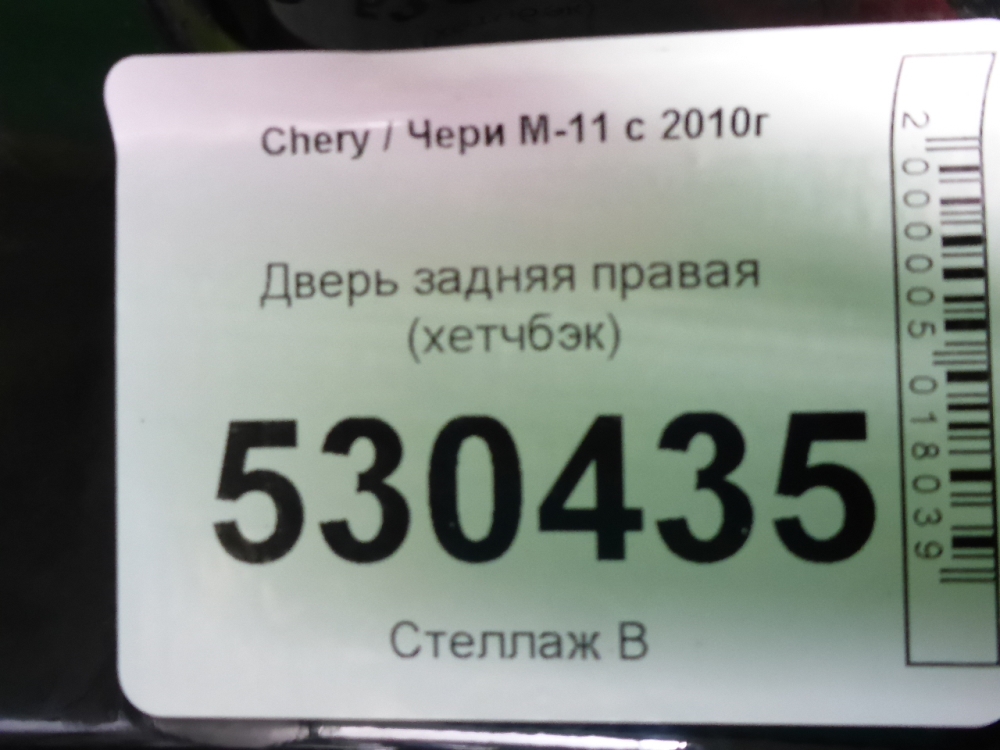 Chery / Чери М-11 с 2010г
Дверь задняя правая
(хетчбэк)
530435
Стеллаж В
2000005018039